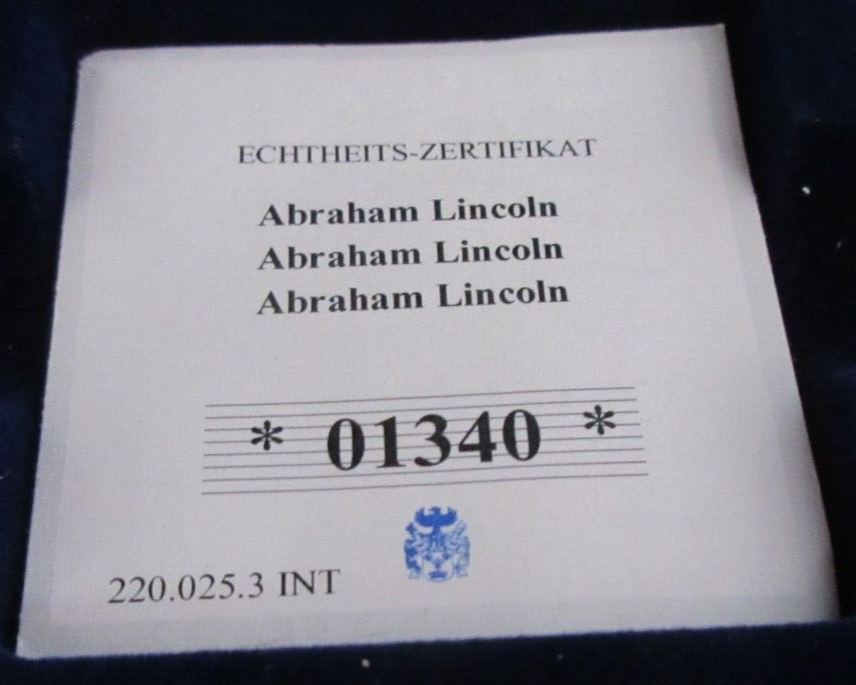 ECHTHEITS-ZERTIFIKAT
Abraham Lincoln
Abraham Lincoln
Abraham Lincoln
* 01340 *
220.025.3 INT